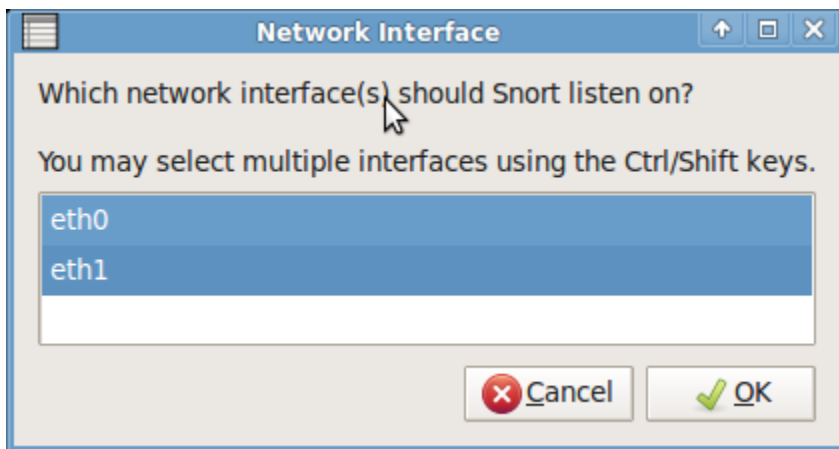 Network Interface
Which network interface(s) should Snort listen on?
You may select multiple interfaces using the Ctrl/Shift keys.
eth0
eth1
Cancel
OK